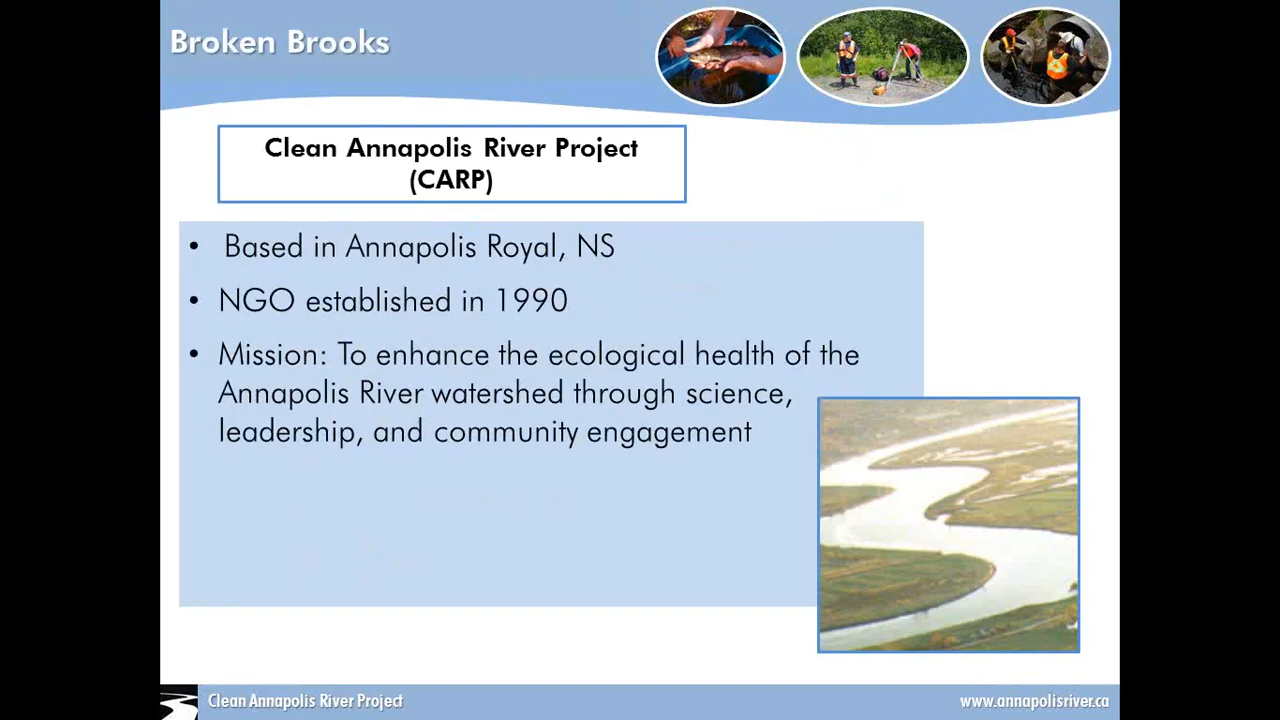 Broken Brooks
Clean Annapolis River Project
(CARP)
• Based in Annapolis Royal, NS
• NGO established in 1990
• Mission: To enhance the ecological health of the
Annapolis River watershed through science,
leadership, and community engagement
Clean Annapolis River Project
www.annapolisriver.ca